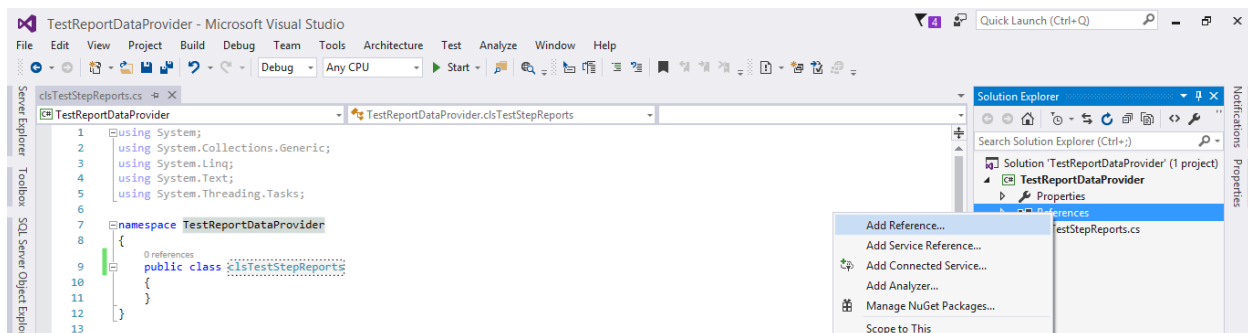 TestReportDataProvider - Microsoft Visual Studio
4
Quick Launch (Ctrl+Q)
File Edit View Project Build Debug Team Tools Architecture Test Analyze Window Help
Debug Any CPU Start
Server Explorer
Toolbox
SQL Server Object Explo
clsTestStepReports.cs
C# TestReportDataProvider TestReportDataProvider.clsTestStepReports
1 using System;
2 using System.Collections.Generic;
3 using System.Linq;
4 using System.Text;
5 using System.Threading.Tasks;
6
7 namespace TestReportDataProvider
8 {
0 references
9 public class clsTestStepReports
10 {
11 }
12 }
13
Add Reference...
Add Service Reference...
Add Connected Service...
Add Analyzer...
Manage NuGet Packages...
Scope to This
Solution Explorer
Search Solution Explorer (Ctrl+;)
Solution 'TestReportDataProvider' (1 project)
C# TestReportDataProvider
Properties
References
TestStepReports.cs
Notifications
Properties